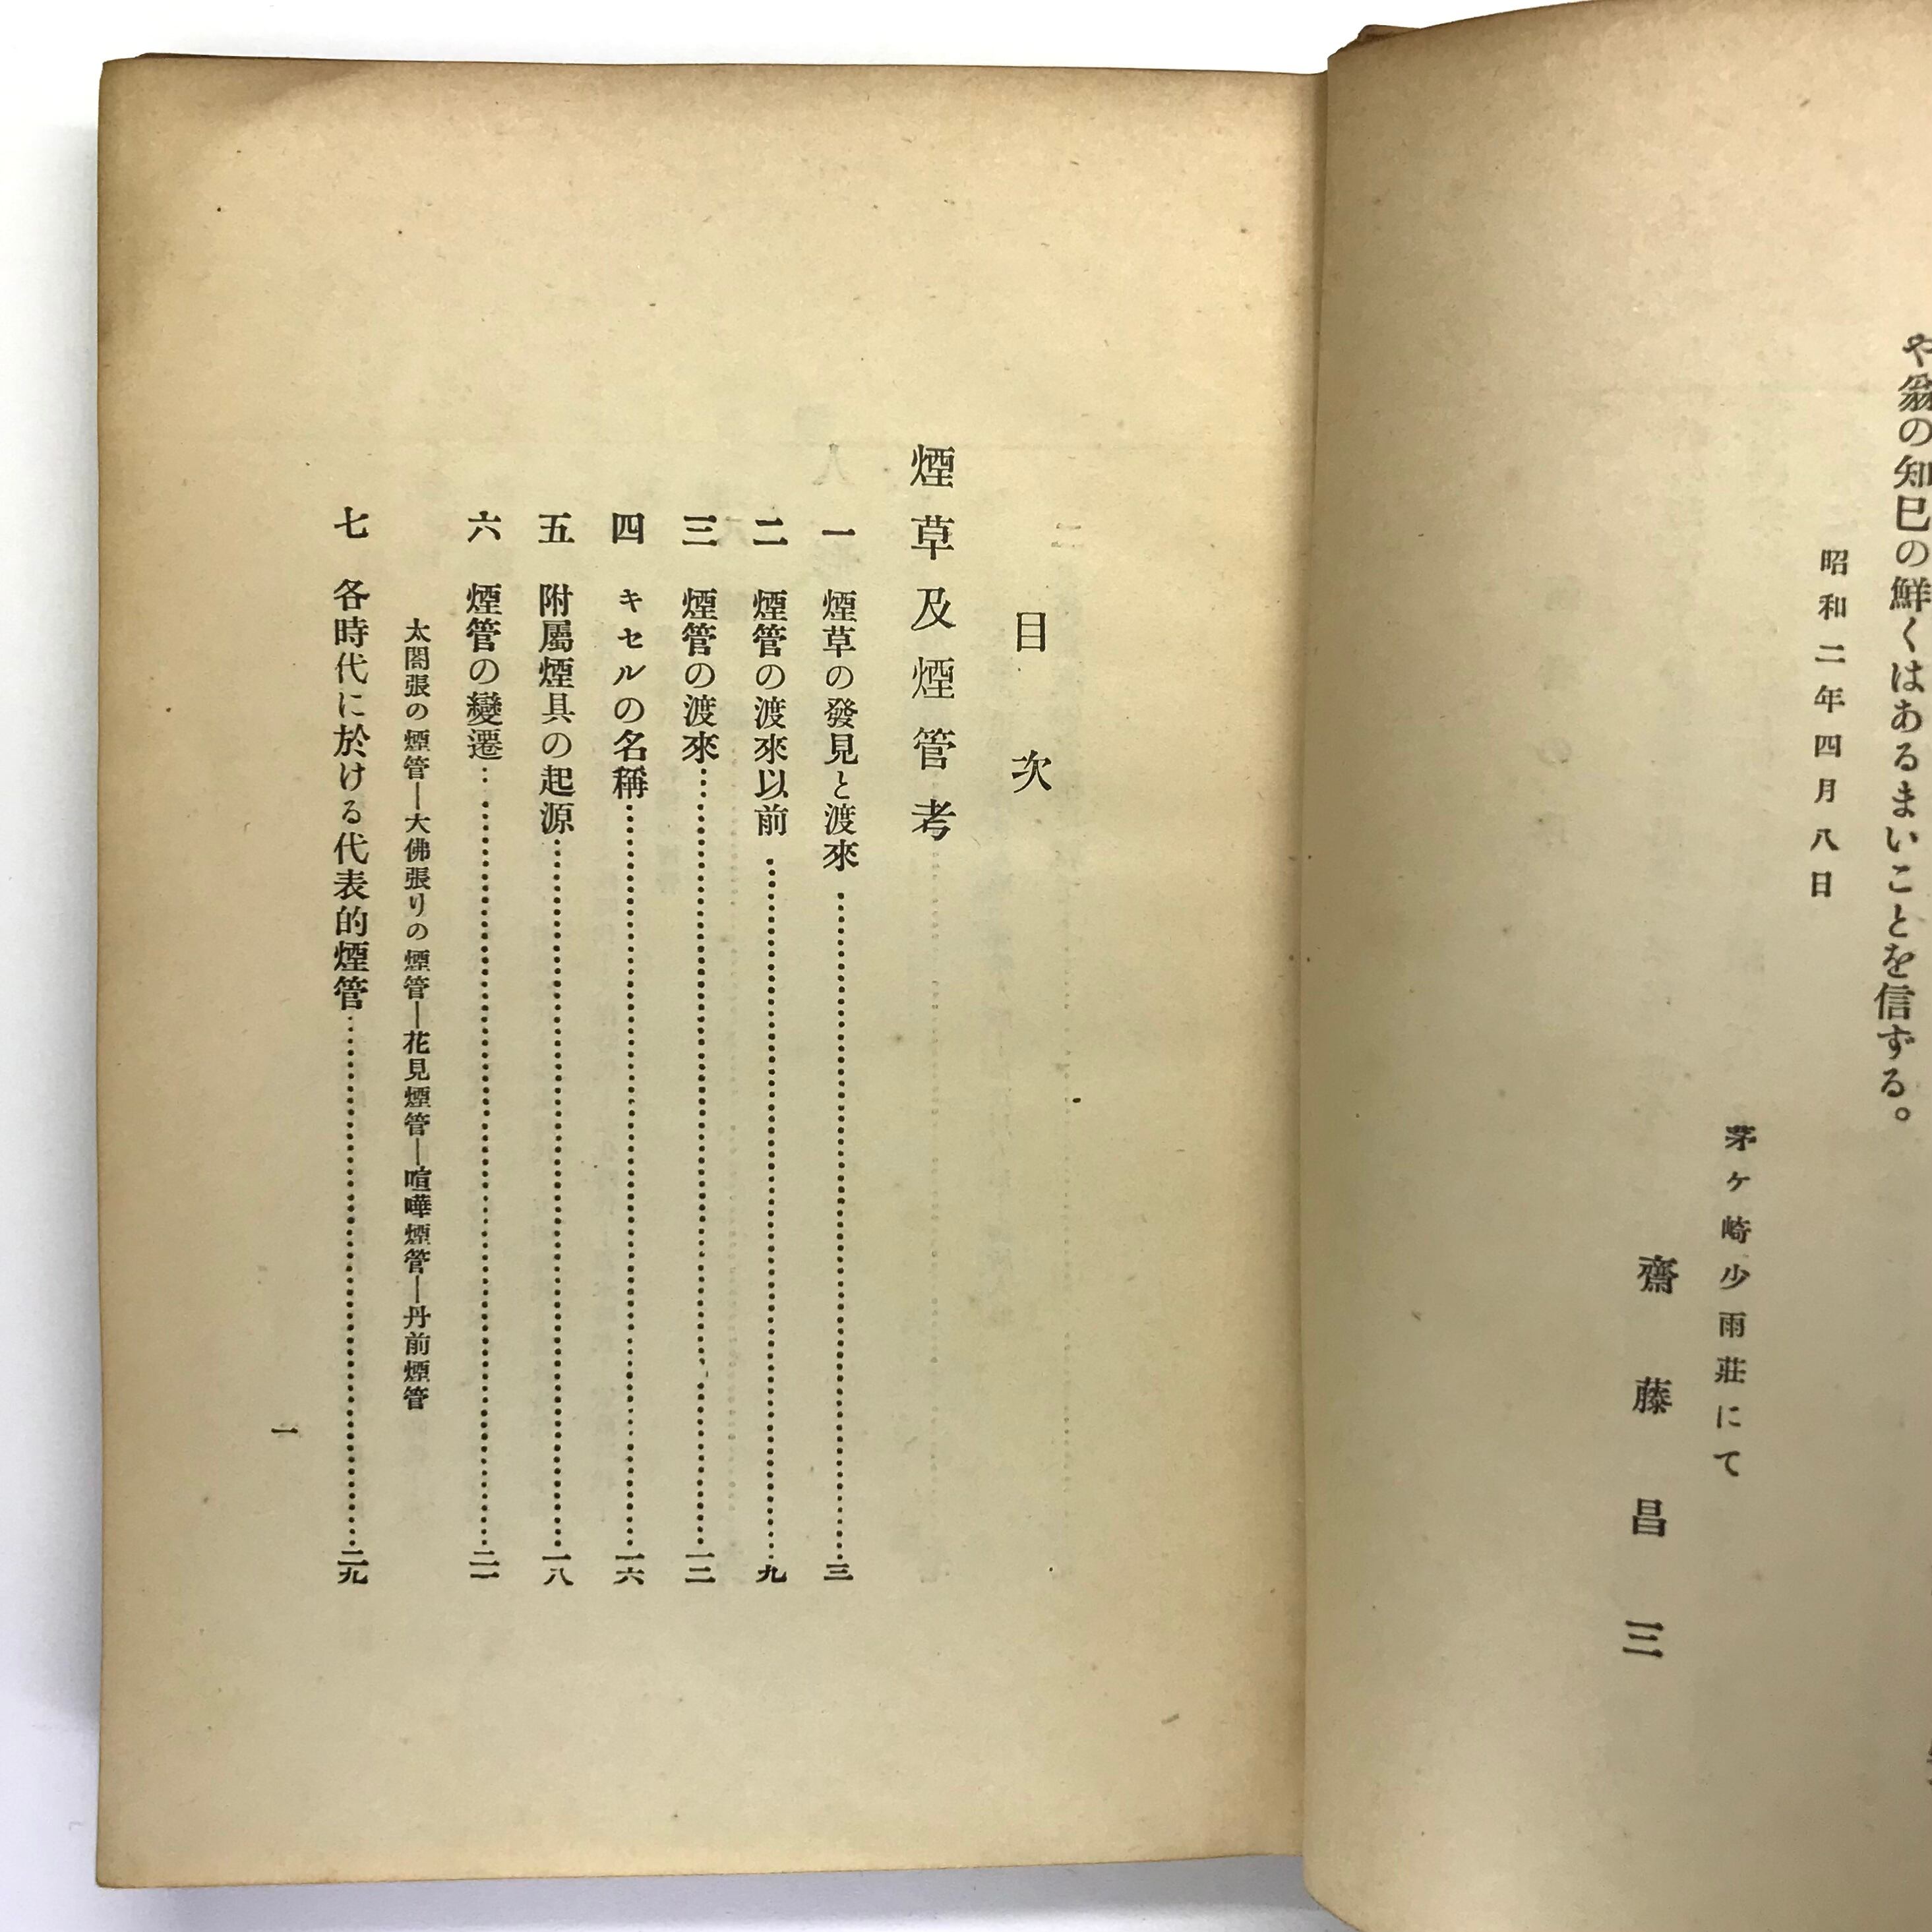 や翁の知巳の鮮くはあるまいことを信ずる。
昭和二年四月八日
茅ヶ崎少雨莊にて
齋藤昌三
目次
煙草及煙管考
一 煙草の發見と渡來…………三
二 煙管の渡來以前…………九
三 煙管の渡來…………一二
四 キセルの名稱…………一六
五 附屬煙具の起源…………一八
六 煙管の變遷…………二一
太閤張の煙管―大佛張りの煙管―花見煙管―喧嘩煙管―丹前煙管
七 各時代に於ける代表的煙管…………二九
一